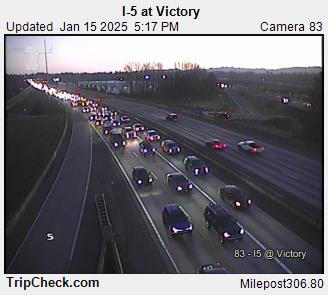 I-5 at Victory
Updated Jan 15 2025 5:17 PM Camera 83
S
83 - I5 @ Victory
TripCheck.com Milepost306.80